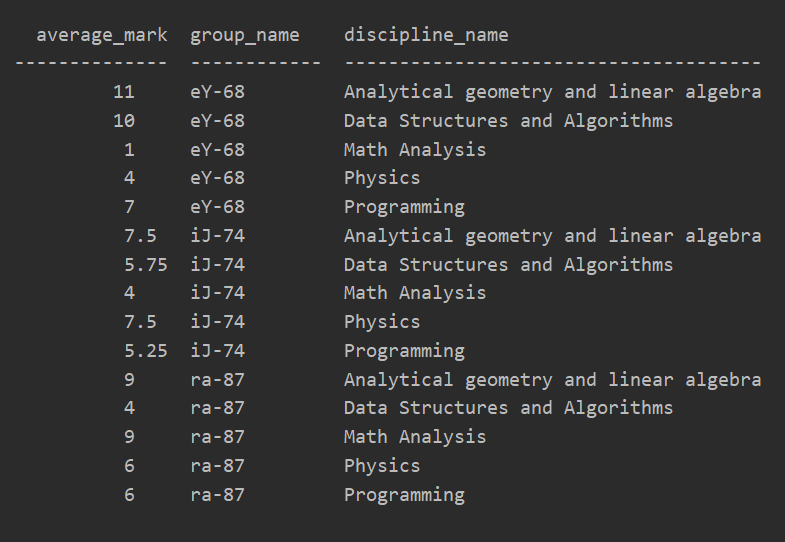 average_mark  group_name    discipline_name
--------------  ------------  --------------------------------------
11     eY-68         Analytical geometry and linear algebra
10     eY-68         Data Structures and Algorithms
1      eY-68         Math Analysis
4      eY-68         Physics
7      eY-68         Programming
7.5    iJ-74         Analytical geometry and linear algebra
5.75   iJ-74         Data Structures and Algorithms
4      iJ-74         Math Analysis
7.5    iJ-74         Physics
5.25   iJ-74         Programming
9      ra-87         Analytical geometry and linear algebra
4      ra-87         Data Structures and Algorithms
9      ra-87         Math Analysis
6      ra-87         Physics
6      ra-87         Programming